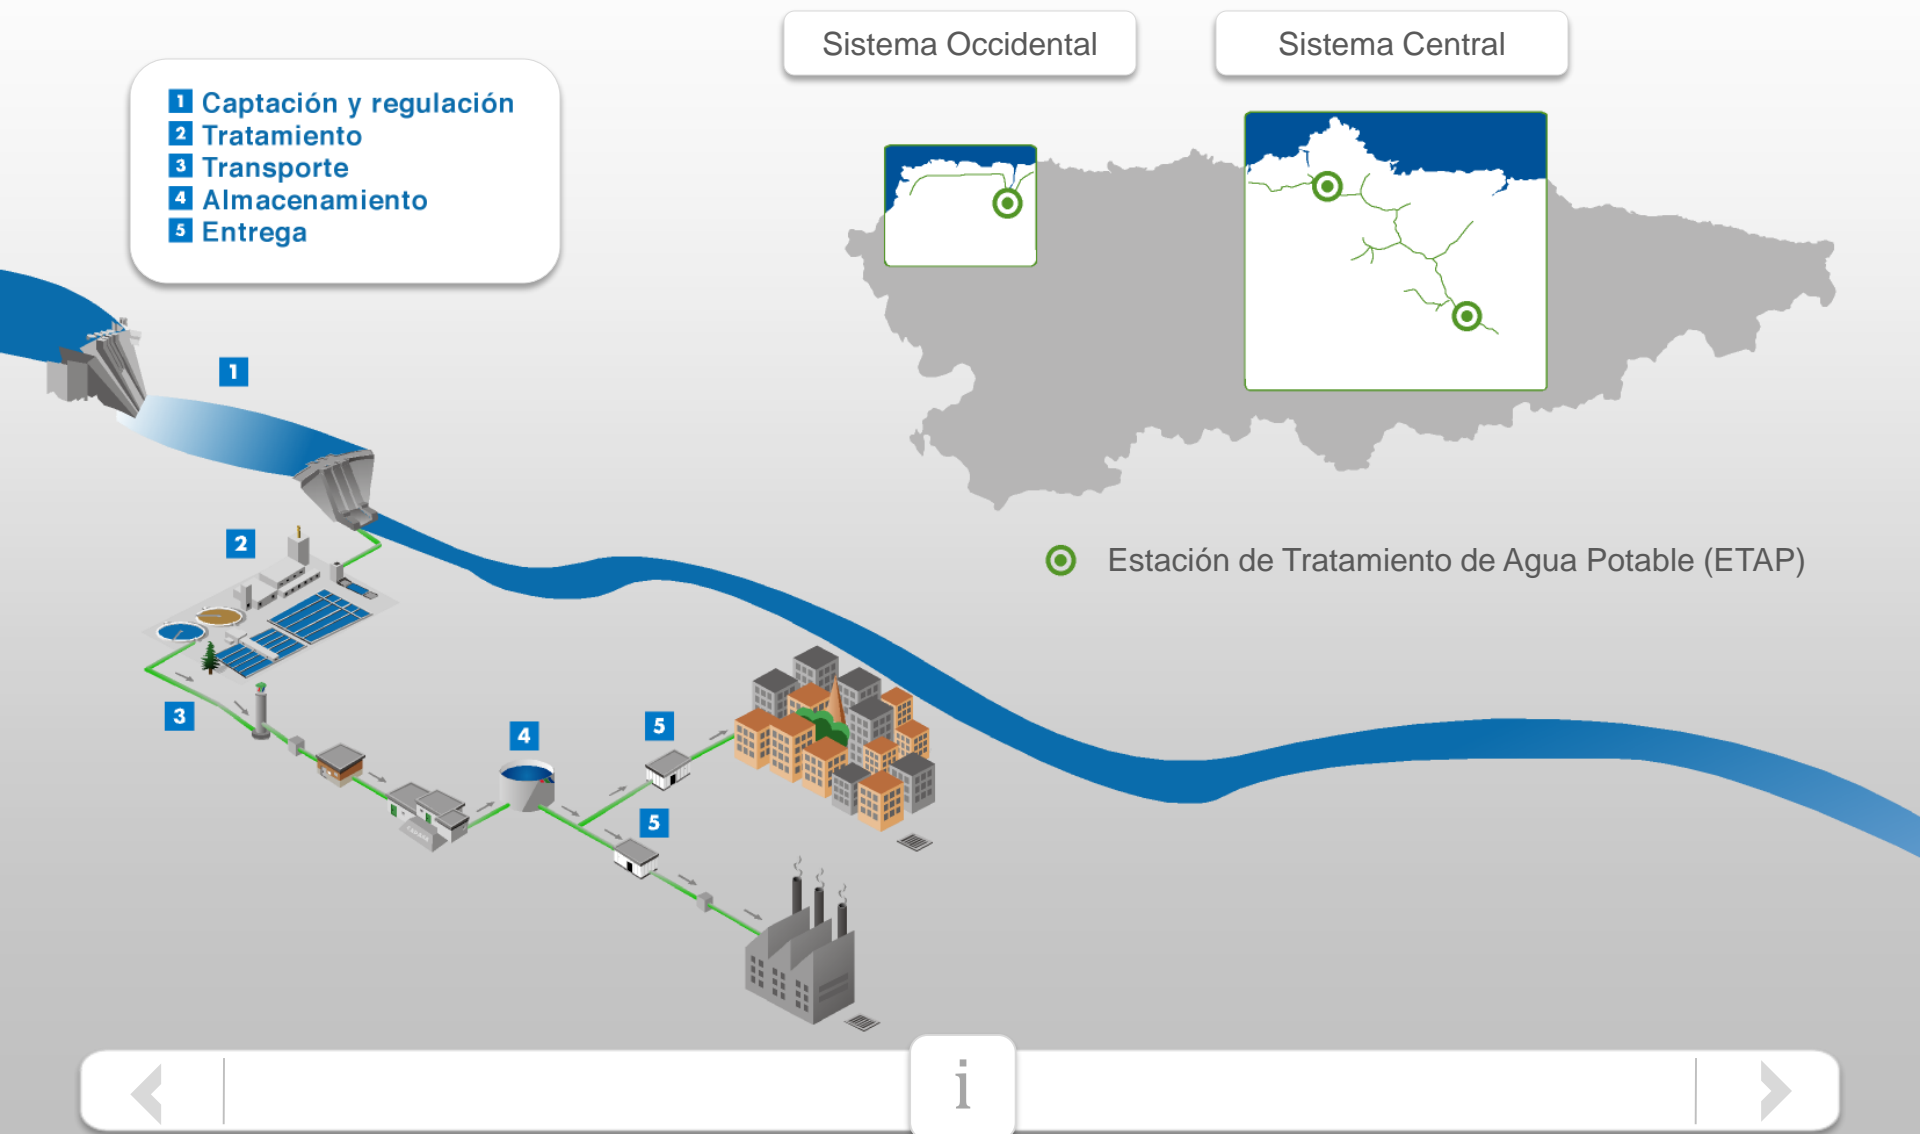 Sistema Occidental
Sistema Central
1 Captación y regulación
2 Tratamiento
3 Transporte
4 Almacenamiento
5 Entrega
1
2
3
4
5
5
Estación de Tratamiento de Agua Potable (ETAP)
i